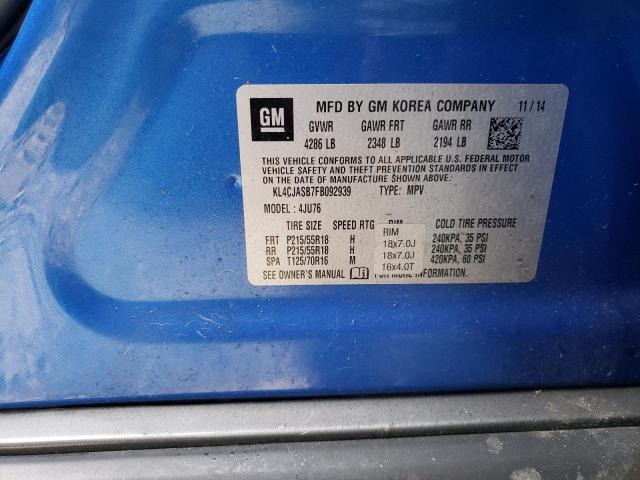 GM
MFD BY GM KOREA COMPANY 11/14
GVWR GAWR FRT GAWR RR
4286 LB 2348 LB 2194 LB
THIS VEHICLE CONFORMS TO ALL APPLICABLE U.S. FEDERAL MOTOR
VEHICLE SAFETY AND THEFT PREVENTION STANDARDS IN EFFECT ON
THE DATE OF MANUFACTURE SHOWN ABOVE.
KL4CJASB7FB092939 TYPE: MPV
MODEL : 4JU76
TIRE SIZE SPEED RTG RIM COLD TIRE PRESSURE
FRT P215/55R18 H 18x7.0J 240KPA, 35 PSI
RR P215/55R18 H 18x7.0J 240KPA, 35 PSI
SPA T125/70R16 M 16x4.0T 420KPA, 60 PSI
SEE OWNER'S MANUAL FOR MORE INFORMATION.